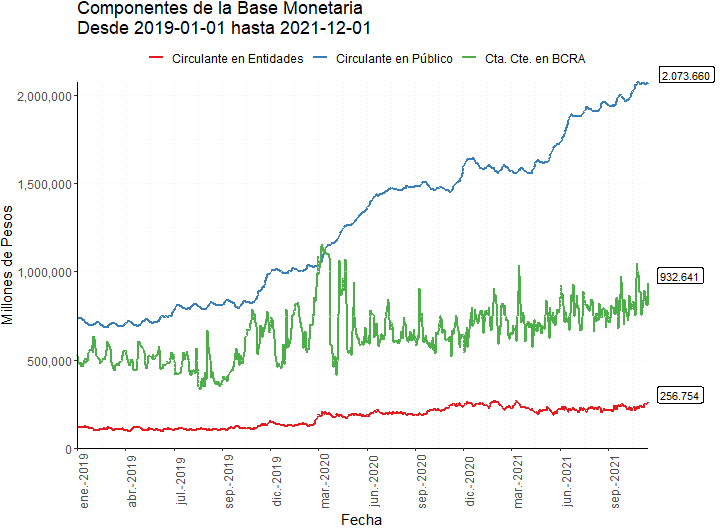 Componentes de la Base Monetaria
Desde 2019-01-01 hasta 2021-12-01
Circulante en Entidades
Circulante en Público
Cta. Cte. en BCRA
2.073.660
932.641
256.754
Millones de Pesos
2,000,000
1,500,000
1,000,000
500,000
0
ene.-2019
abr.-2019
jul.-2019
sep.-2019
dic.-2019
mar.-2020
jun.-2020
sep.-2020
dic.-2020
mar.-2021
jun.-2021
sep.-2021
Fecha